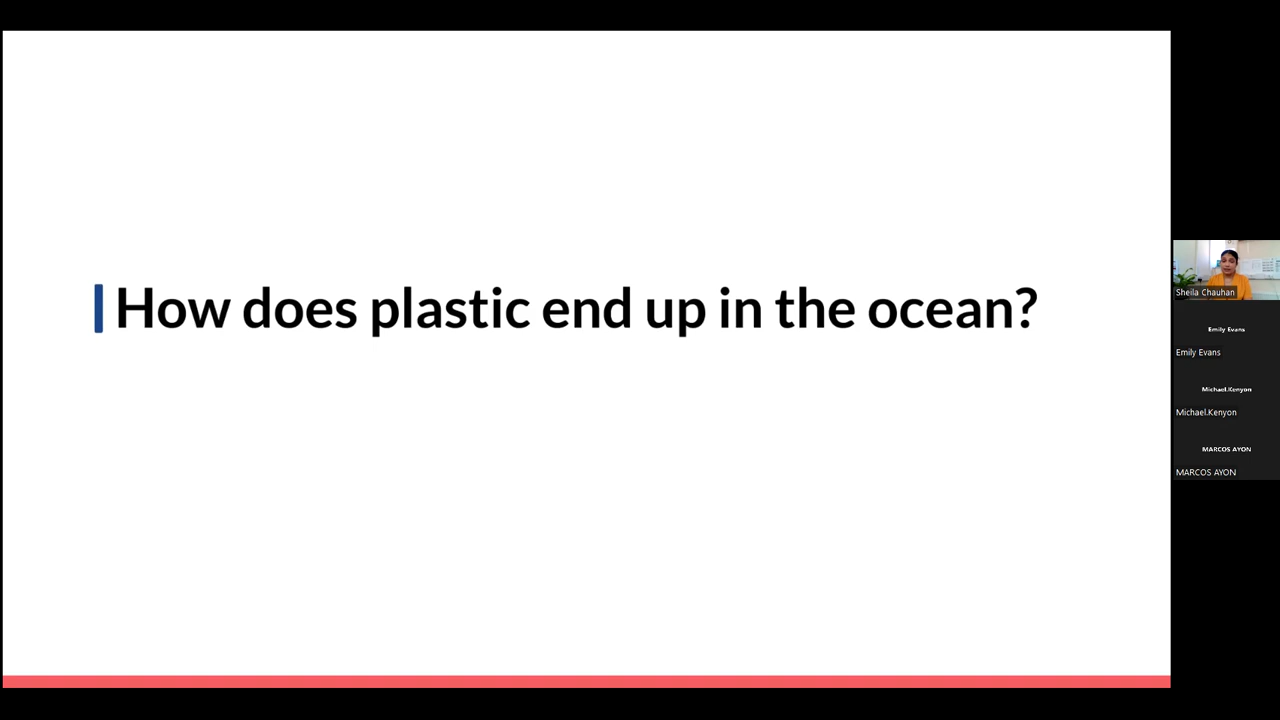 How does plastic end up in the ocean?
Sheila Chauhan
Emily Evans
Emily Evans
Michael.Kenyon
Michael.Kenyon
MARCOS AYON
MARCOS AYON